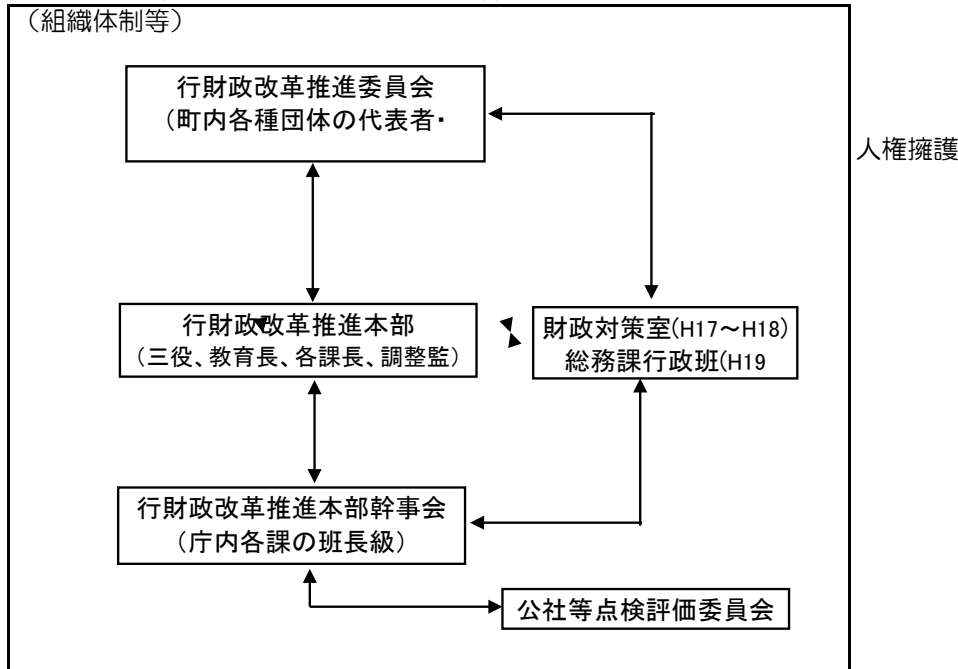 （組織体制等）
行財政改革推進委員会
（町内各種団体の代表者・
人権擁護
行財政改革推進本部
（三役、教育長、各課長、調整監）
財政対策室(H17～H18)
総務課行政班(H19
行財政改革推進本部幹事会
（庁内各課の班長級）
公社等点検評価委員会